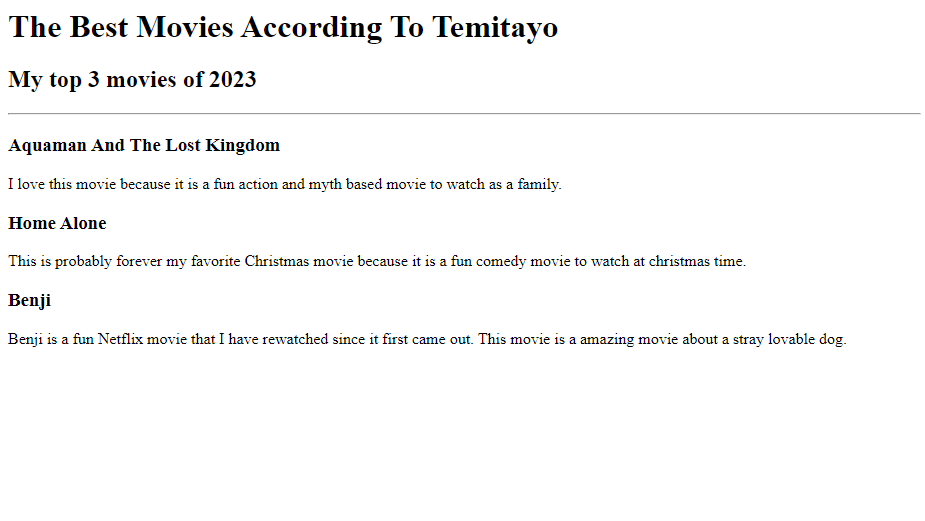 The Best Movies According To Temitayo
My top 3 movies of 2023
Aquaman And The Lost Kingdom
I love this movie because it is a fun action and myth based movie to watch as a family.
Home Alone
This is probably forever my favorite Christmas movie because it is a fun comedy movie to watch at christmas time.
Benji
Benji is a fun Netflix movie that I have rewatched since it first came out. This movie is a amazing movie about a stray lovable dog.